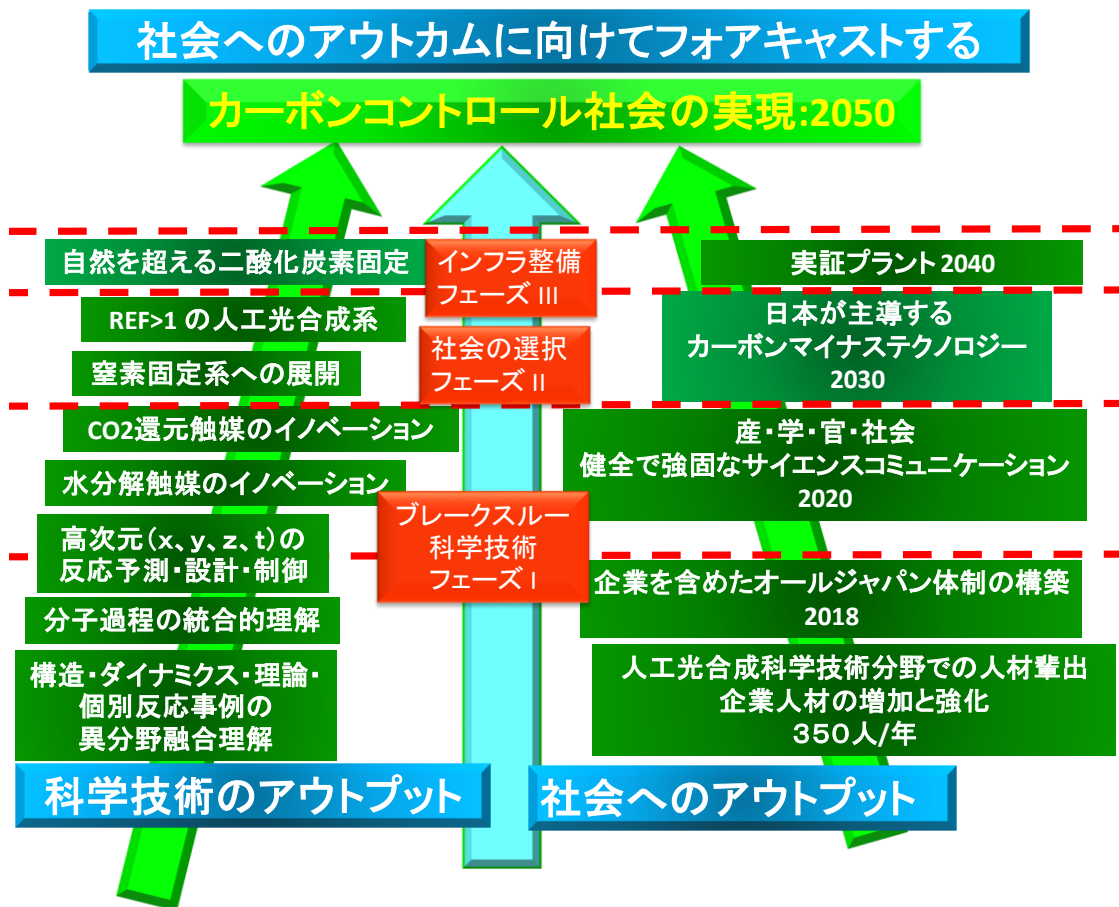 社会へのアウトカムに向けてフォアキャストする
カーボンコントロール社会の実現:2050
自然を超える二酸化炭素固定
REF>1 の人工光合成系
窒素固定系への展開
CO2還元触媒のイノベーション
水分解触媒のイノベーション
高次元(x、y、z、t)の
反応予測・設計・制御
分子過程の統合的理解
構造・ダイナミクス・理論・
個別反応事例の
異分野融合理解
科学技術のアウトプット
インフラ整備
フェーズ III
社会の選択
フェーズ II
ブレークスルー
科学技術
フェーズ I
実証プラント 2040
日本が主導する
カーボンマイナステクノロジー
2030
産・学・官・社会
健全で強固なサイエンスコミュニケーション
2020
企業を含めたオールジャパン体制の構築
2018
人工光合成科学技術分野での人材輩出
企業人材の増加と強化
350人/年
社会へのアウトプット